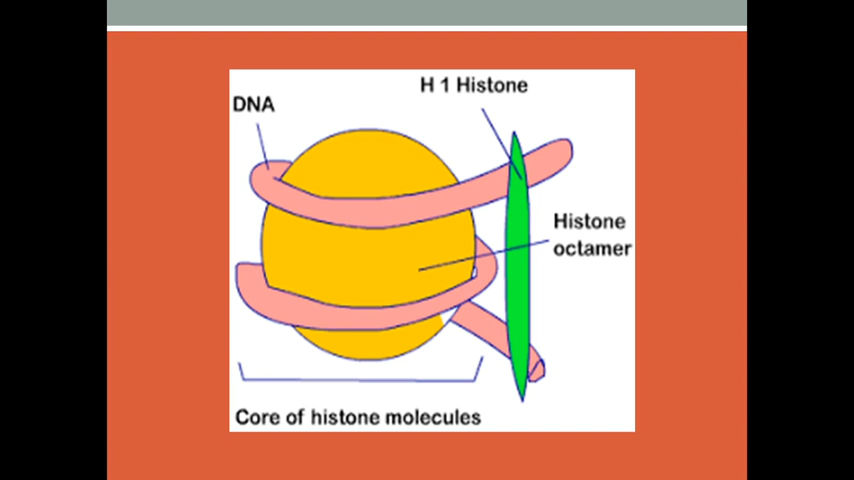 H 1 Histone
DNA
Histone
octamer
Core of histone molecules